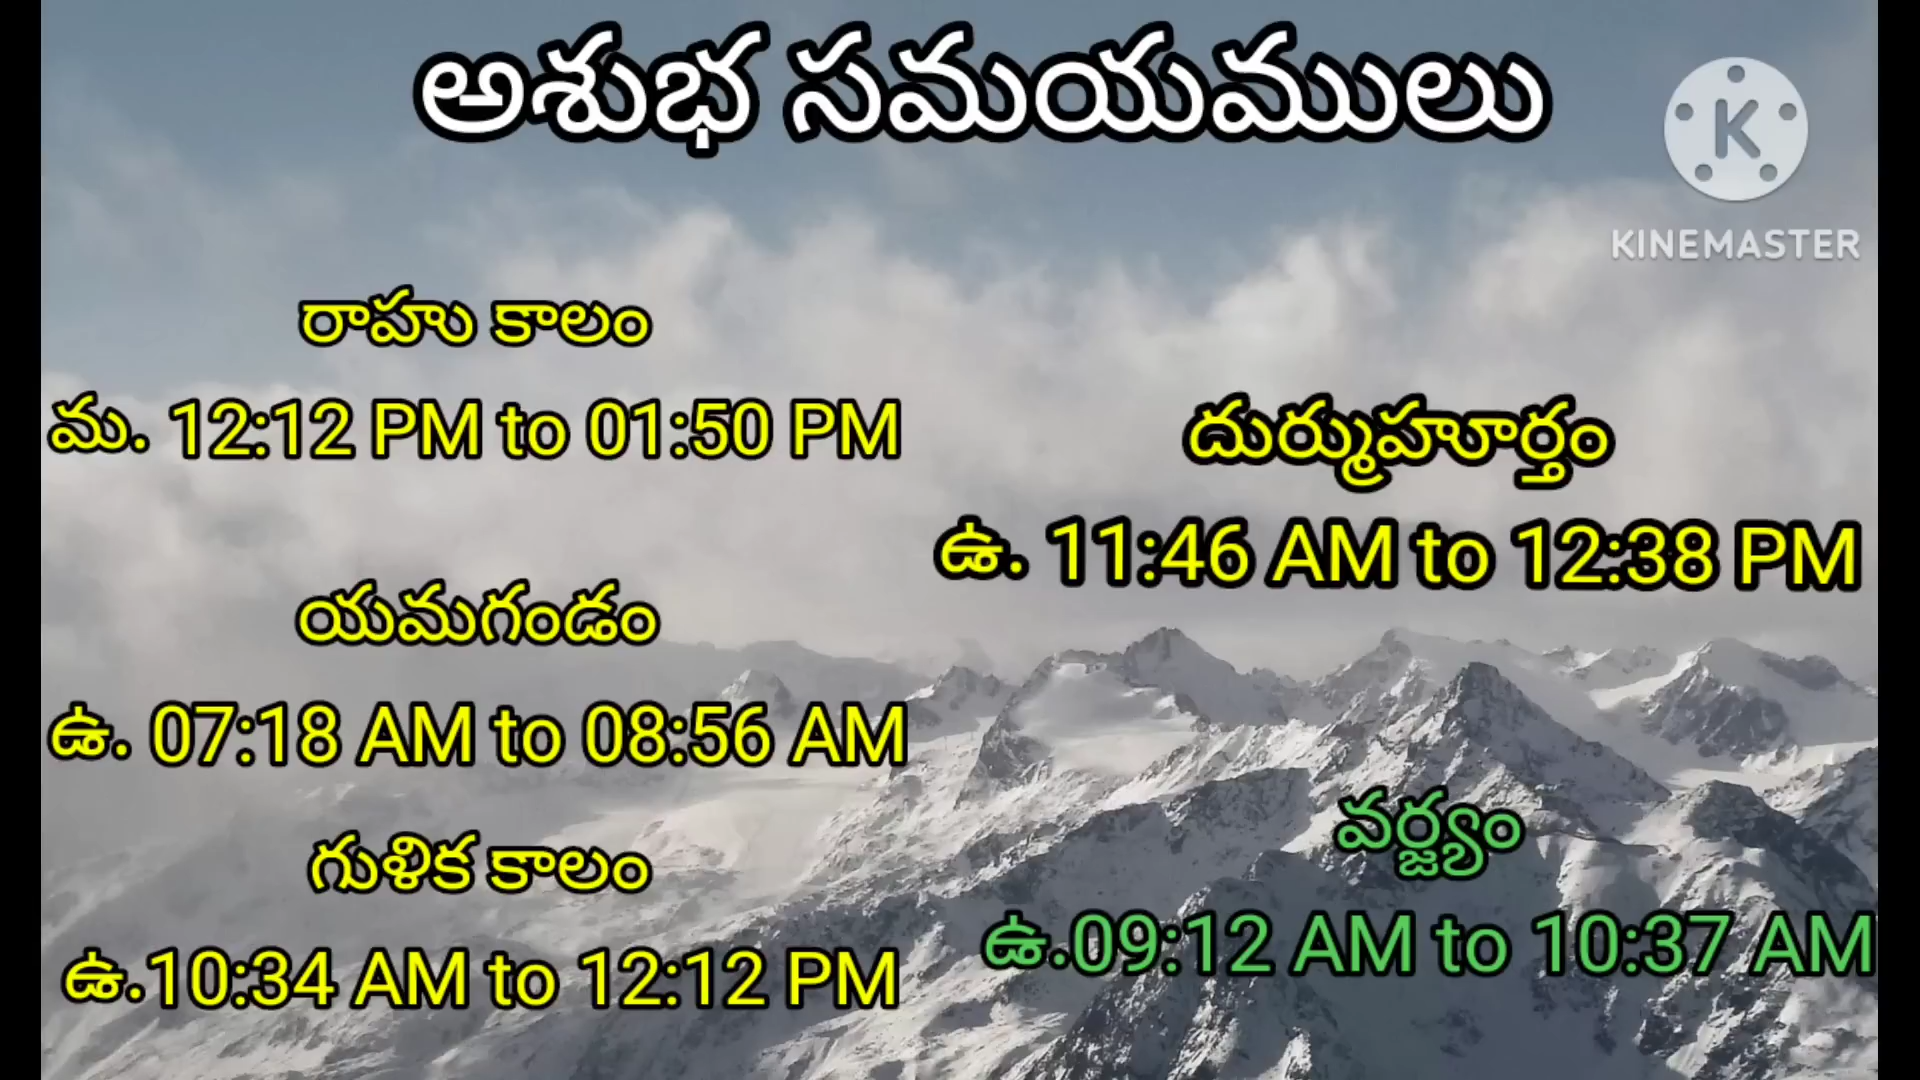 అశుభ సమయములు
K
KINEMASTER
రాహు కాలం
మ. 12:12 PM to 01:50 PM
యమగండం
ఉ. 07:18 AM to 08:56 AM
గుళిక కాలం
ఉ.10:34 AM to 12:12 PM
దుర్ముహూర్తం
ఉ. 11:46 AM to 12:38 PM
వర్జ్యం
ఉ.09:12 AM to 10:37 AM